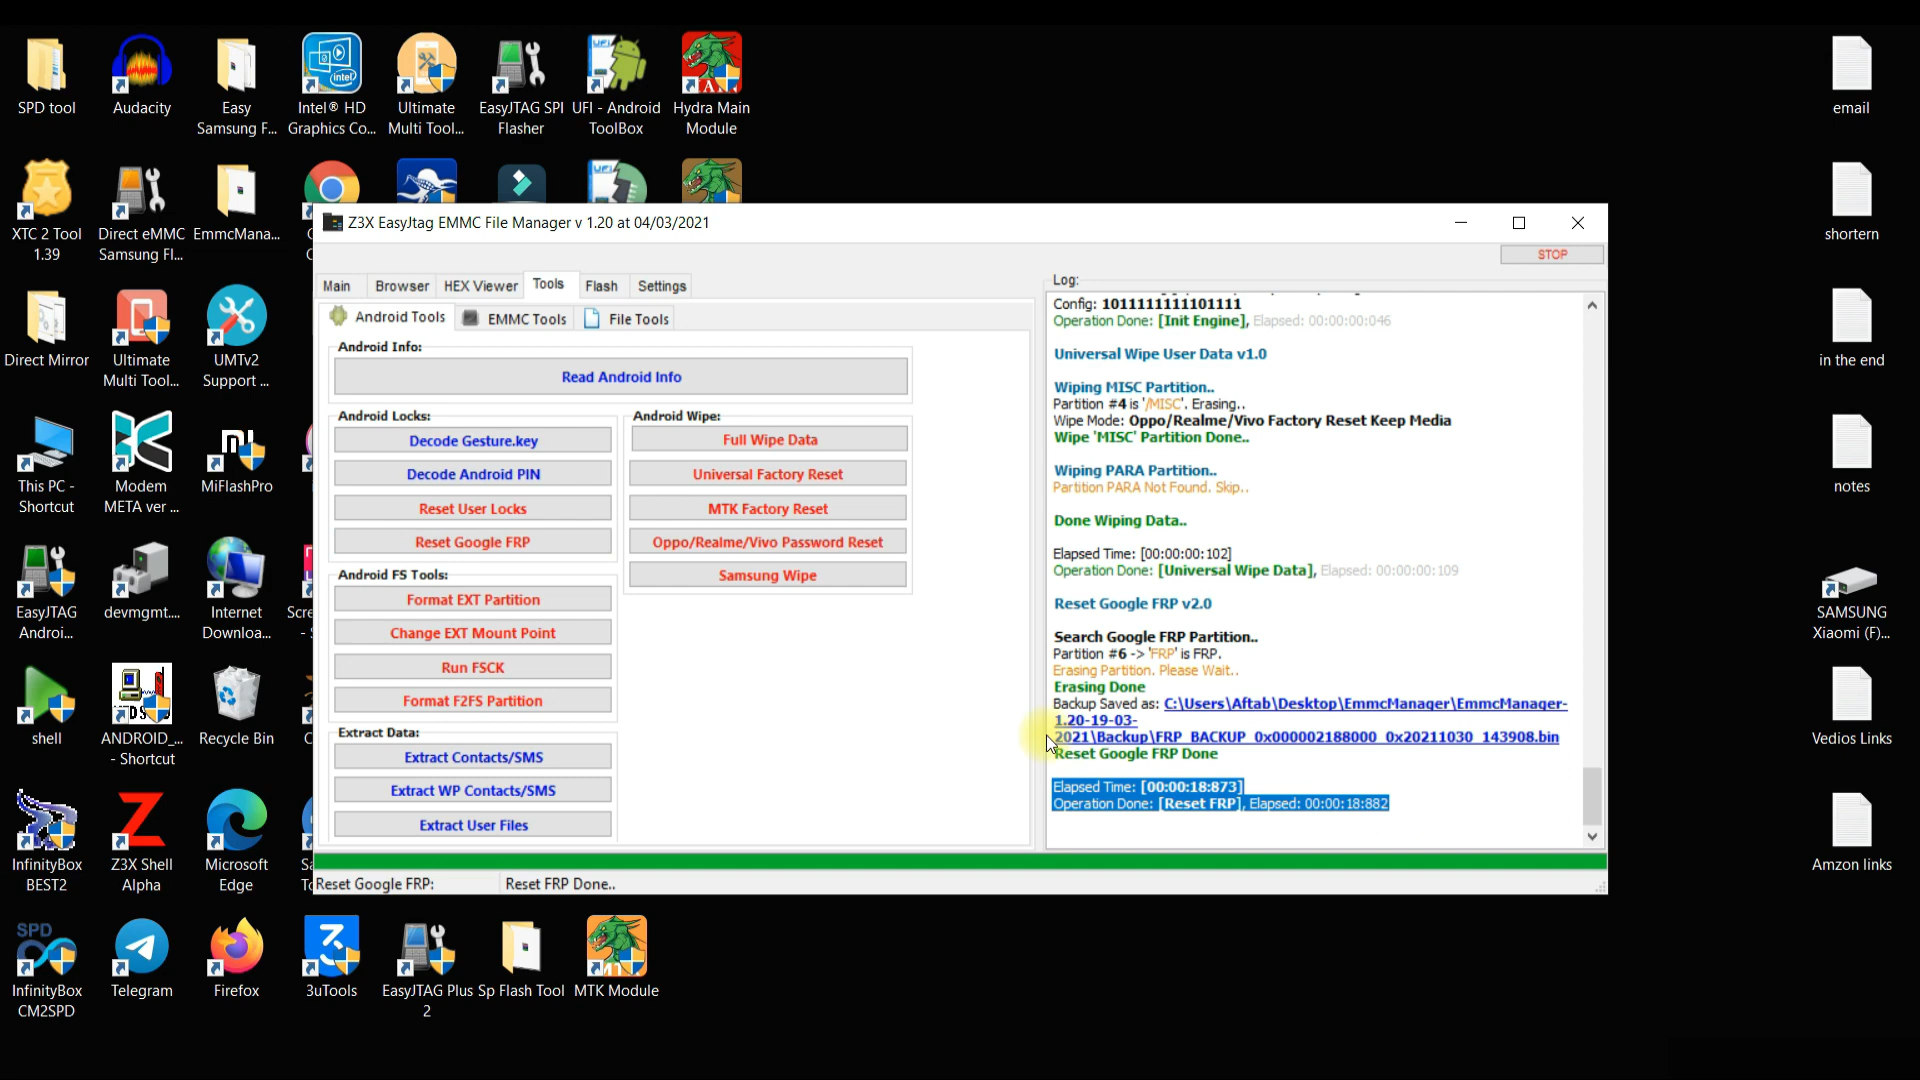 SPD tool
Audacity
Easy
Samsung F...
Intel® HD
Graphics Co...
Ultimate
Multi Tool...
EasyJTAG SPI
Flasher
UFI - Android
ToolBox
Hydra Main
Module
email
XTC 2 Tool
1.39
Direct eMMC
Samsung Fl...
EmmcMana...
shortern
Direct Mirror
Ultimate
Multi Tool...
UMTv2
Support ...
in the end
This PC -
Shortcut
Modem
META ver ...
MiFlashPro
notes
EasyJTAG
Androi...
devmgmt....
Internet
Downloa...
SAMSUNG
Xiaomi (F)...
shell
ANDROID_...
- Shortcut
Recycle Bin
Vedios Links
InfinityBox
BEST2
Z3X Shell
Alpha
Microsoft
Edge
Amzon links
InfinityBox
CM2SPD
Telegram
Firefox
3uTools
EasyJTAG Plus
2
Sp Flash Tool
MTK Module
Z3X EasyJtag EMMC File Manager v 1.20 at 04/03/2021
STOP
Main
Browser
HEX Viewer
Tools
Flash
Settings
Android Tools
EMMC Tools
File Tools
Android Info:
Read Android Info
Android Locks:
Decode Gesture.key
Decode Android PIN
Reset User Locks
Reset Google FRP
Android Wipe:
Full Wipe Data
Universal Factory Reset
MTK Factory Reset
Oppo/Realme/Vivo Password Reset
Samsung Wipe
Android FS Tools:
Format EXT Partition
Change EXT Mount Point
Run FSCK
Format F2FS Partition
Extract Data:
Extract Contacts/SMS
Extract WP Contacts/SMS
Extract User Files
Log:
Config: 1011111111101111
Operation Done: [Init Engine], Elapsed: 00:00:00:046
Universal Wipe User Data v1.0
Wiping MISC Partition..
Partition #4 is '/MISC'. Erasing..
Wipe Mode: Oppo/Realme/Vivo Factory Reset Keep Media
Wipe 'MISC' Partition Done..
Wiping PARA Partition..
Partition PARA Not Found. Skip..
Done Wiping Data..
Elapsed Time: [00:00:00:102]
Operation Done: [Universal Wipe Data], Elapsed: 00:00:00:109
Reset Google FRP v2.0
Search Google FRP Partition..
Partition #6 -> 'FRP' is FRP.
Erasing Partition. Please Wait..
Erasing Done
Backup Saved as: C:\Users\Aftab\Desktop\EmmcManager\EmmcManager-
1.20-19-03-
2021\Backup\FRP_BACKUP_0x000002188000_0x20211030_143908.bin
Reset Google FRP Done
Elapsed Time: [00:00:18:873]
Operation Done: [Reset FRP], Elapsed: 00:00:18:882
Reset Google FRP:
Reset FRP Done..